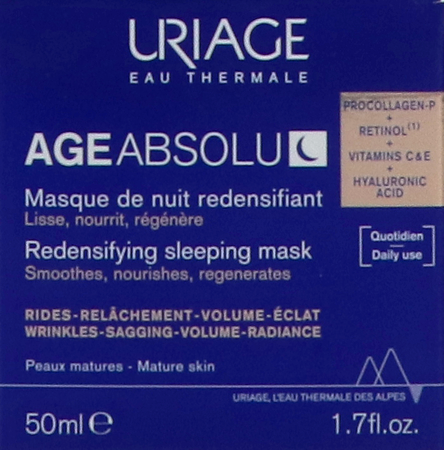 URIAGE
EAU THERMALE
PROCOLLAGEN-P
+
RETINOL(1)
+
VITAMINS C & E
+
HYALURONIC
ACID
AGE ABSOLU
Masque de nuit redensifiant
Lisse, nourrit, régénère
Redensifying sleeping mask
Smoothes, nourishes, regenerates
Quotidien
Daily use
RIDES-RELÂCHEMENT-VOLUME-ÉCLAT
WRINKLES-SAGGING-VOLUME-RADIANCE
Peaux matures - Mature skin
URIAGE, L'EAU THERMALE DES ALPES
50ml e 1.7fl.oz.